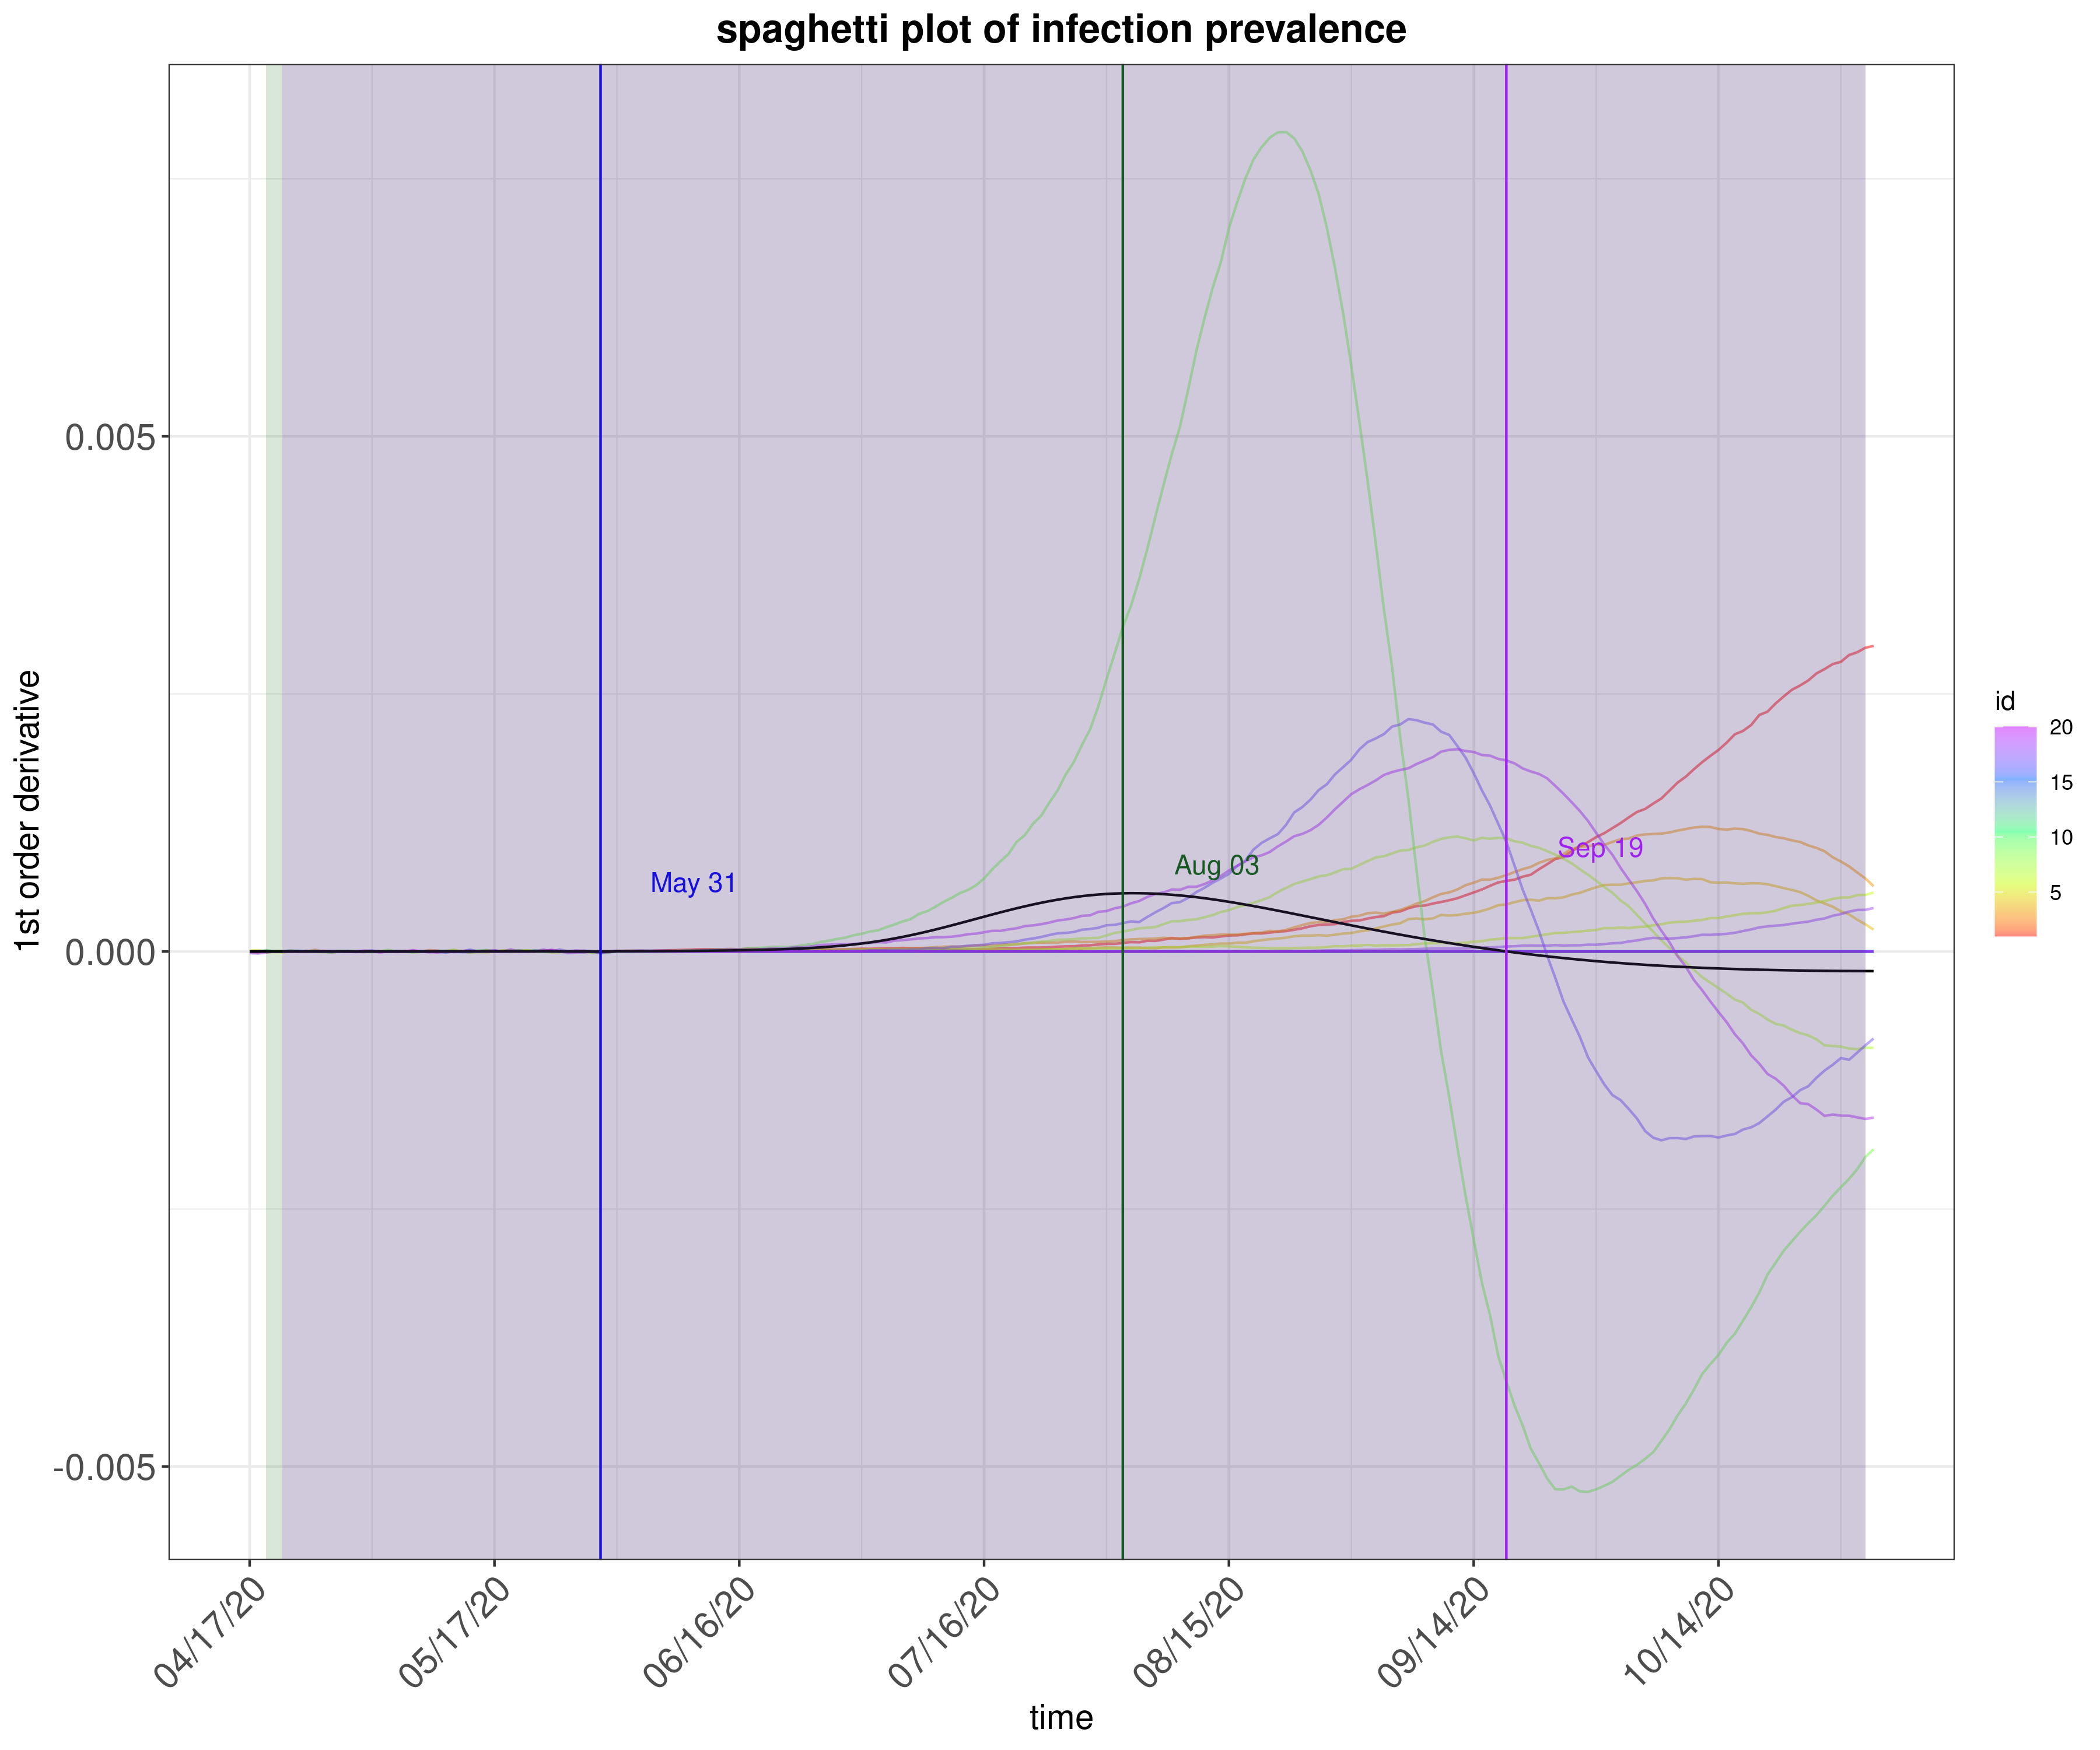 spaghetti plot of infection prevalence
1st order derivative
0.005
0.000
-0.005
May 31
Aug 03
Sep 19
id
20
15
10
5
04/17/20
05/17/20
06/16/20
07/16/20
08/15/20
09/14/20
10/14/20
time